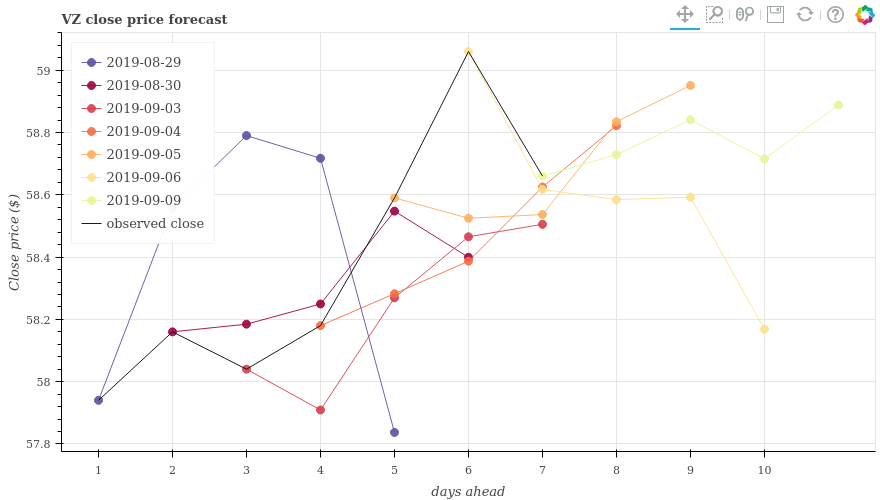 VZ close price forecast
2019-08-29
2019-08-30
2019-09-03
2019-09-04
2019-09-05
2019-09-06
2019-09-09
observed close
Close price ($)
59
58.8
58.6
58.4
58.2
58
57.8
1 2 3 4 5 6 7 8 9 10
days ahead